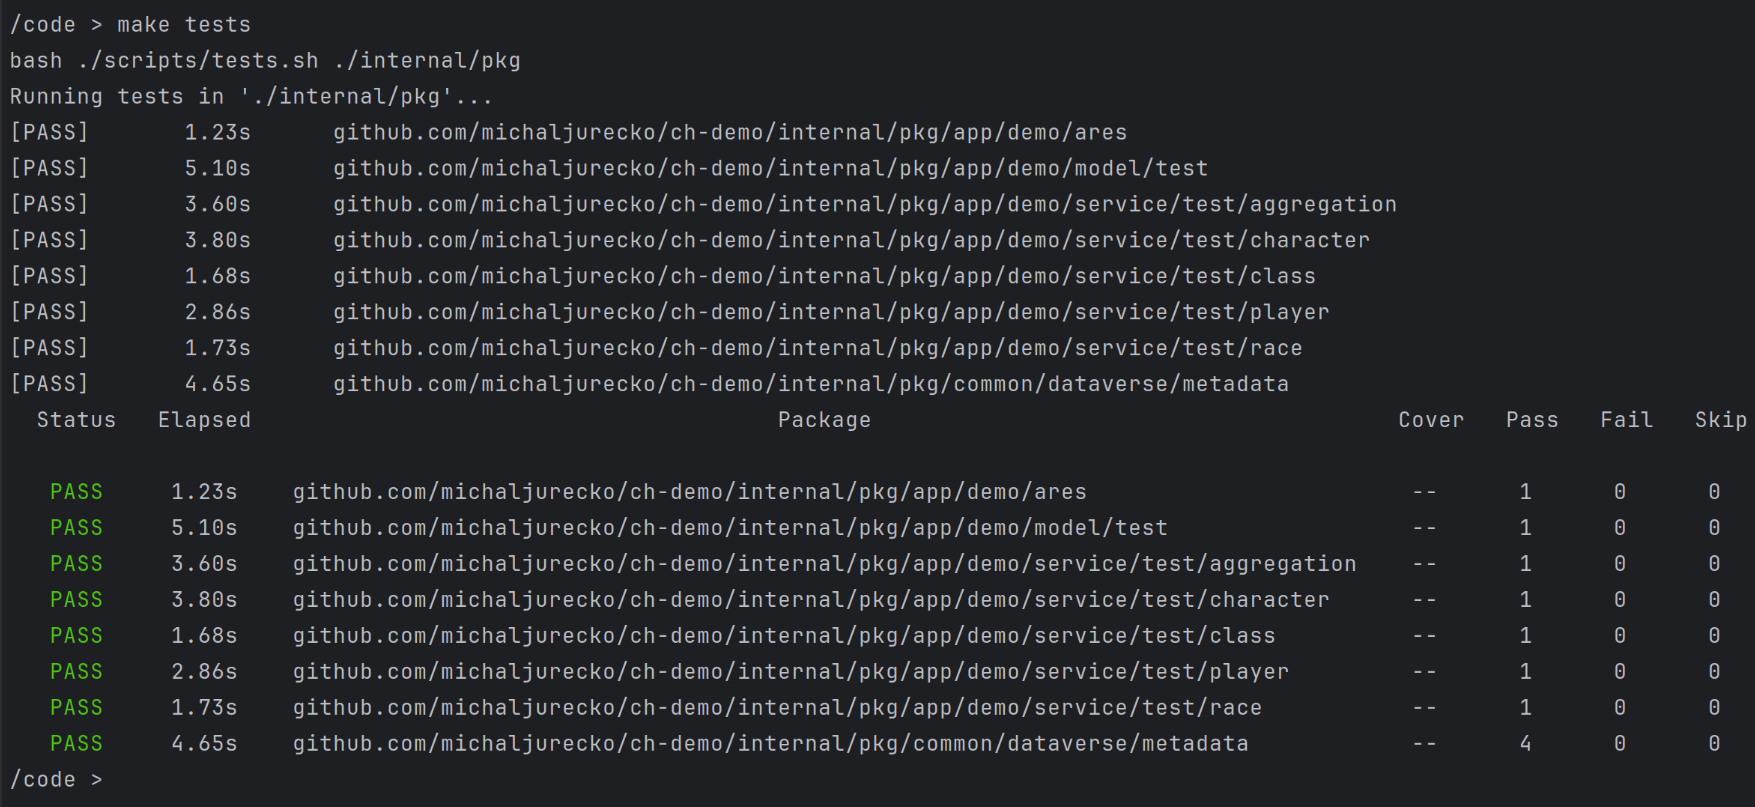 /code > make tests
bash ./scripts/tests.sh ./internal/pkg
Running tests in './internal/pkg'...
[PASS] 1.23s github.com/michaljurecko/ch-demo/internal/pkg/app/demo/ares
[PASS] 5.10s github.com/michaljurecko/ch-demo/internal/pkg/app/demo/model/test
[PASS] 3.60s github.com/michaljurecko/ch-demo/internal/pkg/app/demo/service/test/aggregation
[PASS] 3.80s github.com/michaljurecko/ch-demo/internal/pkg/app/demo/service/test/character
[PASS] 1.68s github.com/michaljurecko/ch-demo/internal/pkg/app/demo/service/test/class
[PASS] 2.86s github.com/michaljurecko/ch-demo/internal/pkg/app/demo/service/test/player
[PASS] 1.73s github.com/michaljurecko/ch-demo/internal/pkg/app/demo/service/test/race
[PASS] 4.65s github.com/michaljurecko/ch-demo/internal/pkg/common/dataverse/metadata
Status Elapsed Package Cover Pass Fail Skip
PASS 1.23s github.com/michaljurecko/ch-demo/internal/pkg/app/demo/ares -- 1 0 0
PASS 5.10s github.com/michaljurecko/ch-demo/internal/pkg/app/demo/model/test -- 1 0 0
PASS 3.60s github.com/michaljurecko/ch-demo/internal/pkg/app/demo/service/test/aggregation -- 1 0 0
PASS 3.80s github.com/michaljurecko/ch-demo/internal/pkg/app/demo/service/test/character -- 1 0 0
PASS 1.68s github.com/michaljurecko/ch-demo/internal/pkg/app/demo/service/test/class -- 1 0 0
PASS 2.86s github.com/michaljurecko/ch-demo/internal/pkg/app/demo/service/test/player -- 1 0 0
PASS 1.73s github.com/michaljurecko/ch-demo/internal/pkg/app/demo/service/test/race -- 1 0 0
PASS 4.65s github.com/michaljurecko/ch-demo/internal/pkg/common/dataverse/metadata -- 4 0 0
/code >